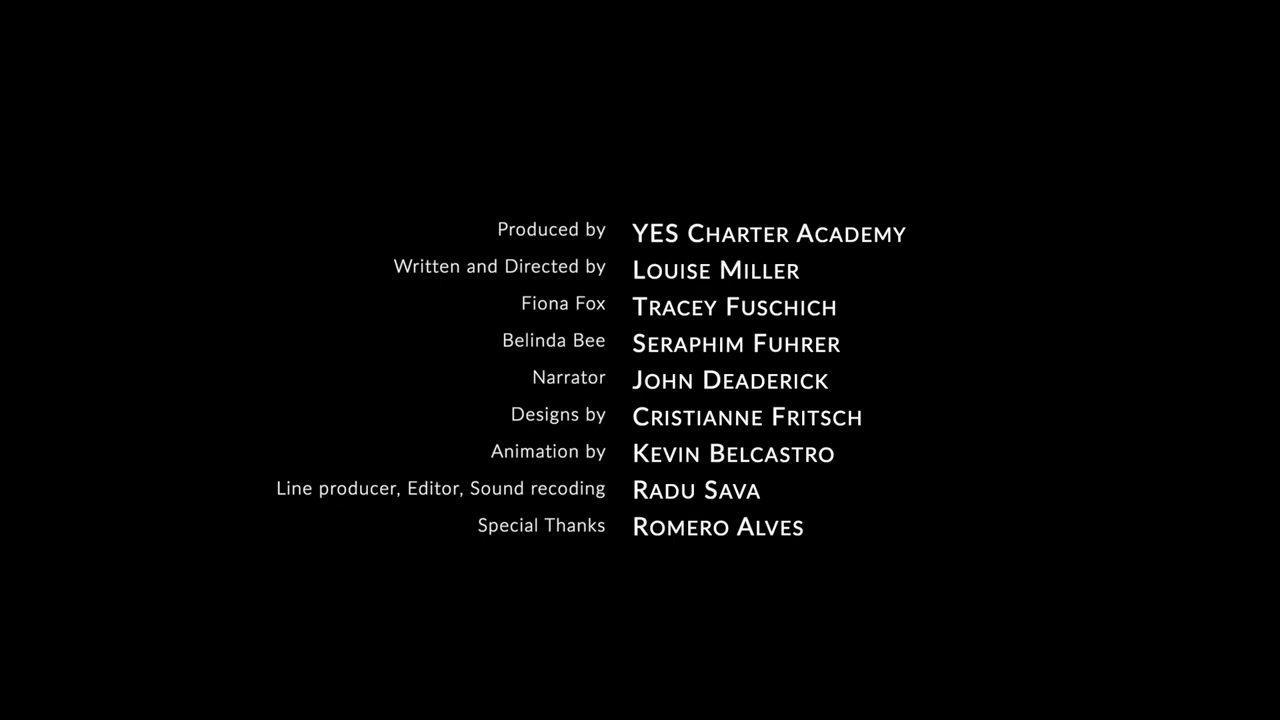 Produced by YES CHARTER ACADEMY
Written and Directed by LOUISE MILLER
Fiona Fox TRACEY FUSCHICH
Belinda Bee SERAPHIM FUHRER
Narrator JOHN DEADERICK
Designs by CRISTIANNE FRITSCH
Animation by KEVIN BELCASTRO
Line producer, Editor, Sound recoding RADU SAVA
Special Thanks ROMERO ALVES